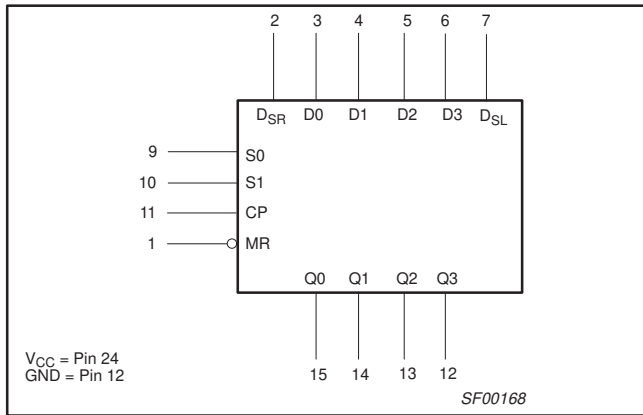 2 3 4 5 6 7
DSR D0 D1 D2 D3 DSL
9 S0
10 S1
11 CP
1 MR
Q0 Q1 Q2 Q3
15 14 13 12
VCC = Pin 24
GND = Pin 12
SF00168